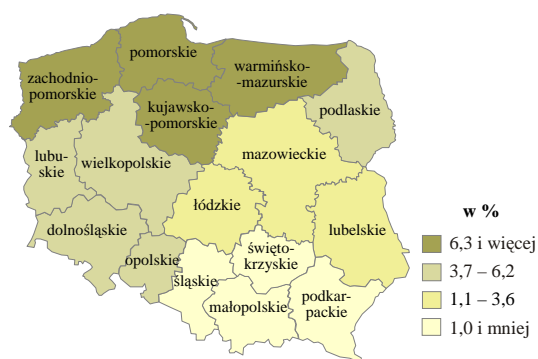 pomorskie
zachodnio-
pomorskie
warmińsko-
-mazurskie
kujawsko-
-pomorskie
podlaskie
lubu-
skie
wielkopolskie
mazowieckie
łódzkie
dolnośląskie
lubelskie
opolskie
święto-
krzyskie
śląskie
małopolskie
podkar-
packie
w %
6,3 i więcej
3,7 – 6,2
1,1 – 3,6
1,0 i mniej